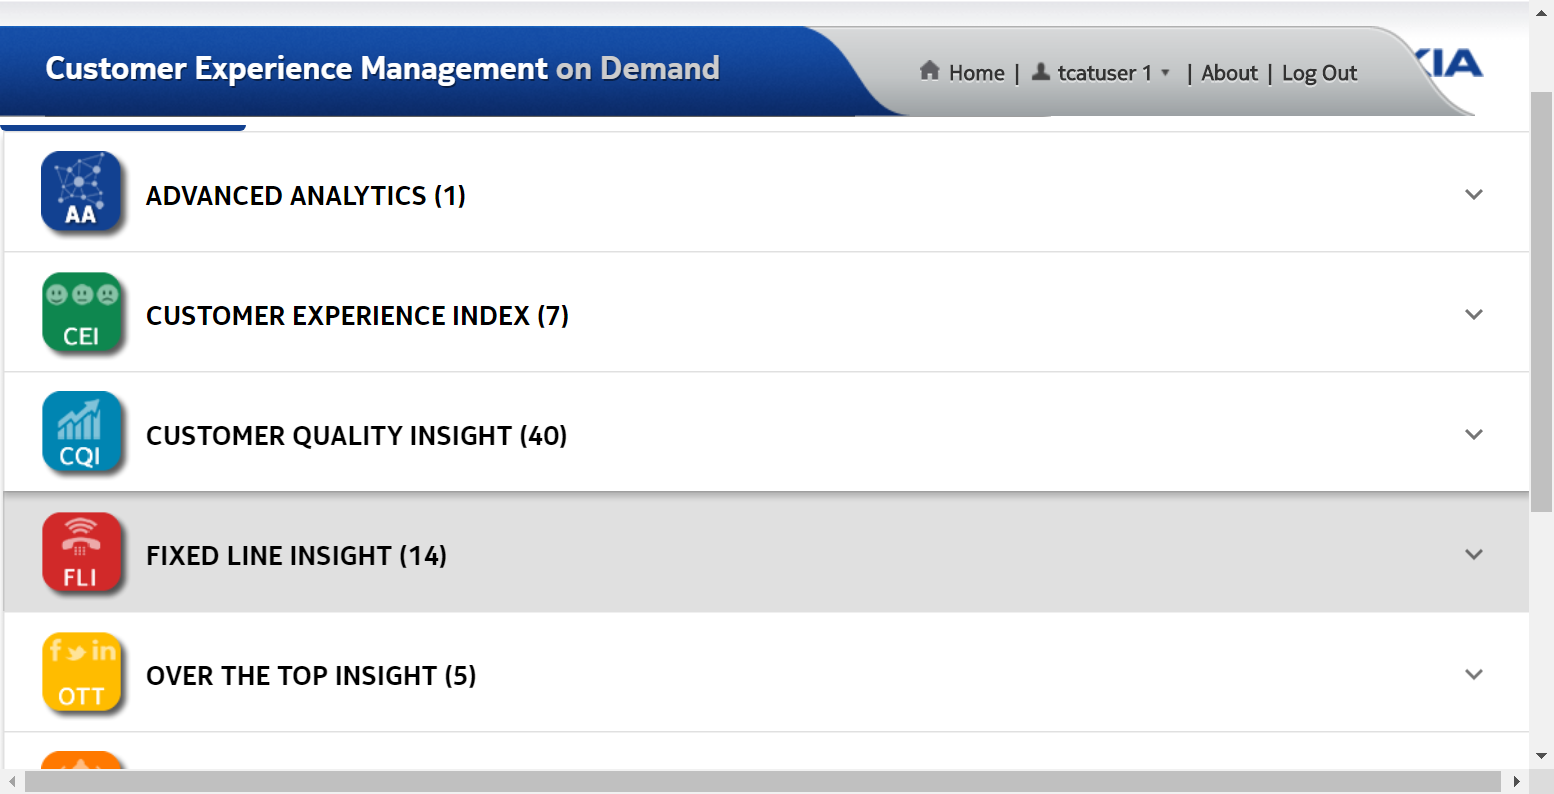 Customer Experience Management on Demand
Home | tcatuser 1 | About | Log Out
AA
ADVANCED ANALYTICS (1)
CEI
CUSTOMER EXPERIENCE INDEX (7)
CQI
CUSTOMER QUALITY INSIGHT (40)
FLI
FIXED LINE INSIGHT (14)
f in
OTT
OVER THE TOP INSIGHT (5)